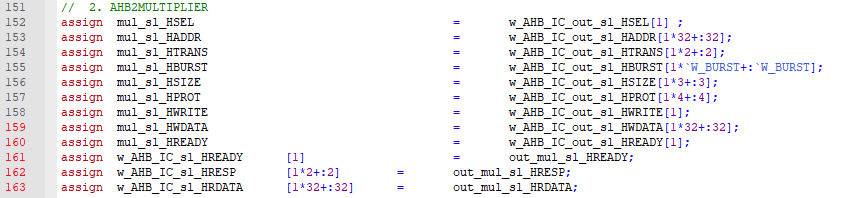 151 // 2. AHB2MULTIPLIER
152 assign mul_sl_HSEL = w_AHB_IC_out_sl_HSEL[1] ;
153 assign mul_sl_HADDR = w_AHB_IC_out_sl_HADDR[1*32+:32];
154 assign mul_sl_HTRANS = w_AHB_IC_out_sl_HTRANS[1*2+:2];
155 assign mul_sl_HBURST = w_AHB_IC_out_sl_HBURST[1*`W_BURST+:`W_BURST];
156 assign mul_sl_HSIZE = w_AHB_IC_out_sl_HSIZE[1*3+:3];
157 assign mul_sl_HPROT = w_AHB_IC_out_sl_HPROT[1*4+:4];
158 assign mul_sl_HWRITE = w_AHB_IC_out_sl_HWRITE[1];
159 assign mul_sl_HWDATA = w_AHB_IC_out_sl_HWDATA[1*32+:32];
160 assign mul_sl_HREADY = w_AHB_IC_out_sl_HREADY[1];
161 assign w_AHB_IC_sl_HREADY [1] = out_mul_sl_HREADY;
162 assign w_AHB_IC_sl_HRESP [1*2+:2] = out_mul_sl_HRESP;
163 assign w_AHB_IC_sl_HRDATA [1*32+:32] = out_mul_sl_HRDATA;